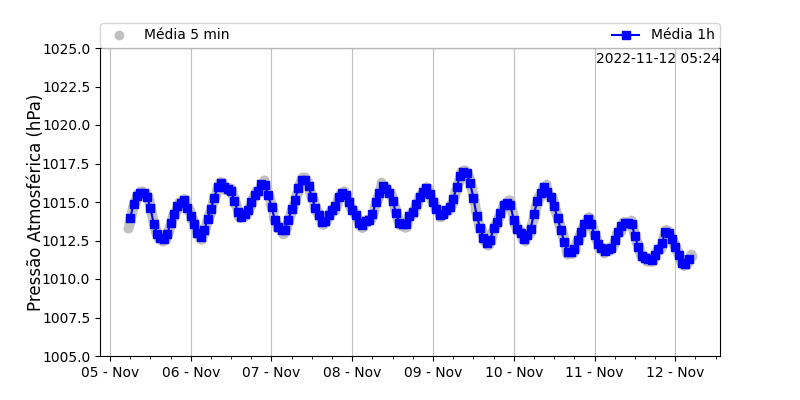 Média 5 min
Média 1h
2022-11-12 05:24
Pressão Atmosférica (hPa)
1025.0
1022.5
1020.0
1017.5
1015.0
1012.5
1010.0
1007.5
1005.0
05 - Nov
06 - Nov
07 - Nov
08 - Nov
09 - Nov
10 - Nov
11 - Nov
12 - Nov